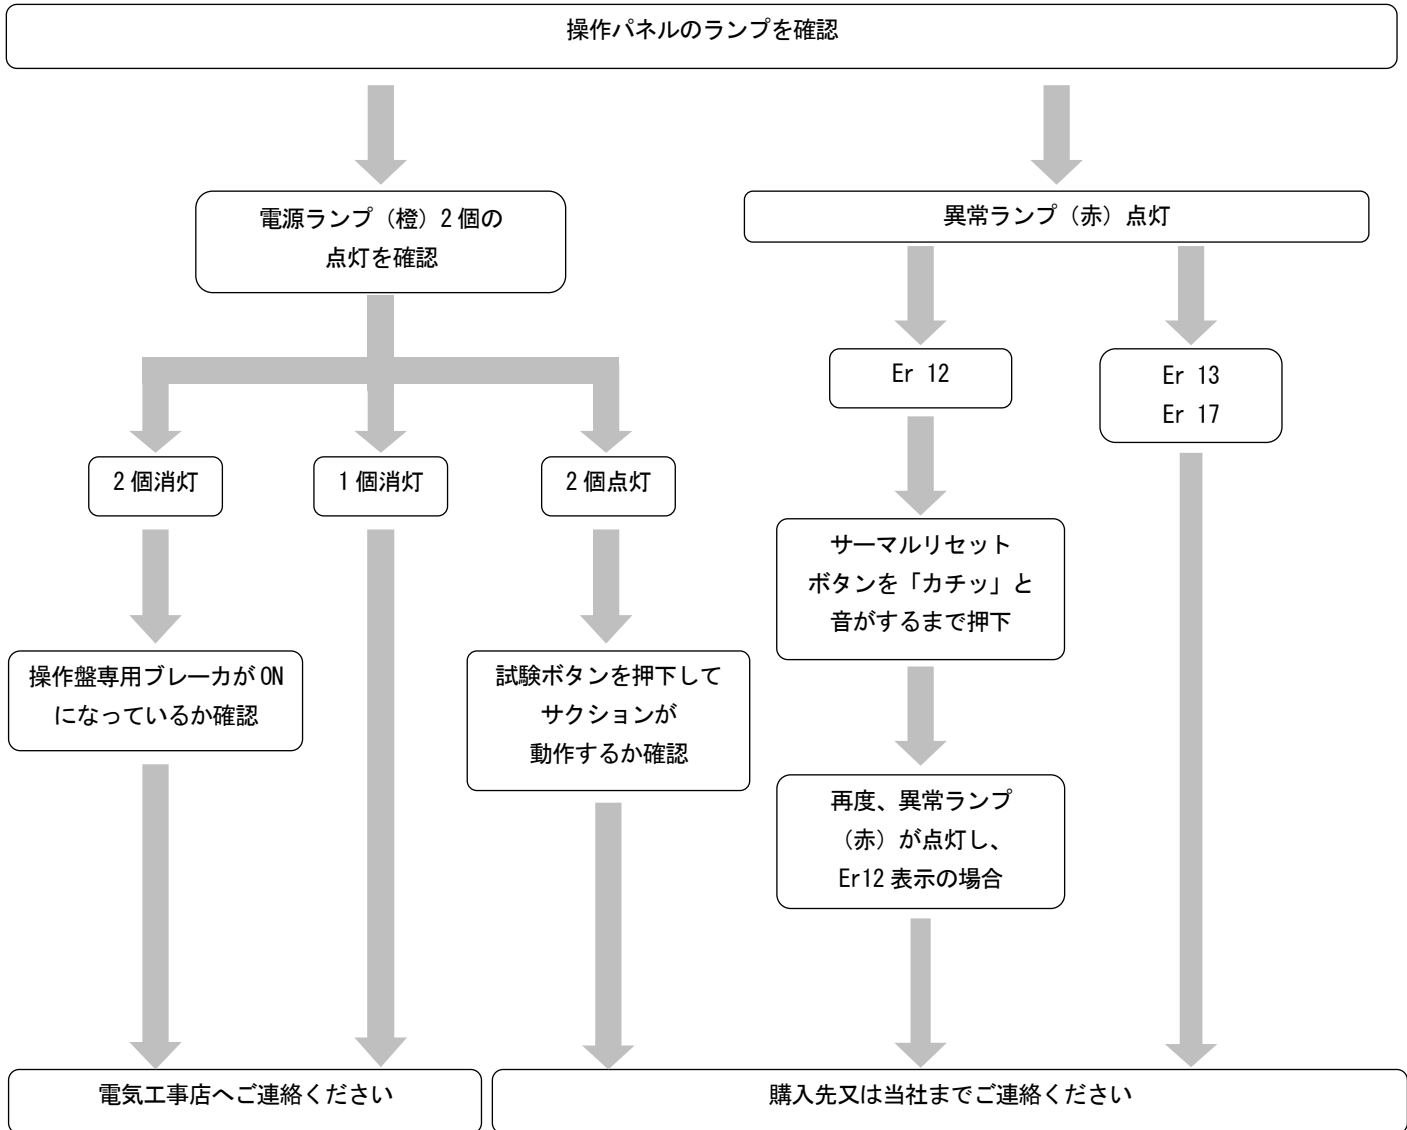 操作パネルのランプを確認
電源ランプ（橙）2個の
点灯を確認
異常ランプ（赤）点灯
Er 12
Er 13
Er 17
2個消灯
1個消灯
2個点灯
サーマルリセット
ボタンを「カチッ」と
音がするまで押下
操作盤専用ブレーカがON
になっているか確認
試験ボタンを押下して
サクションが
動作するか確認
再度、異常ランプ
（赤）が点灯し、
Er12表示の場合
電気工事店へご連絡ください
購入先又は当社までご連絡ください